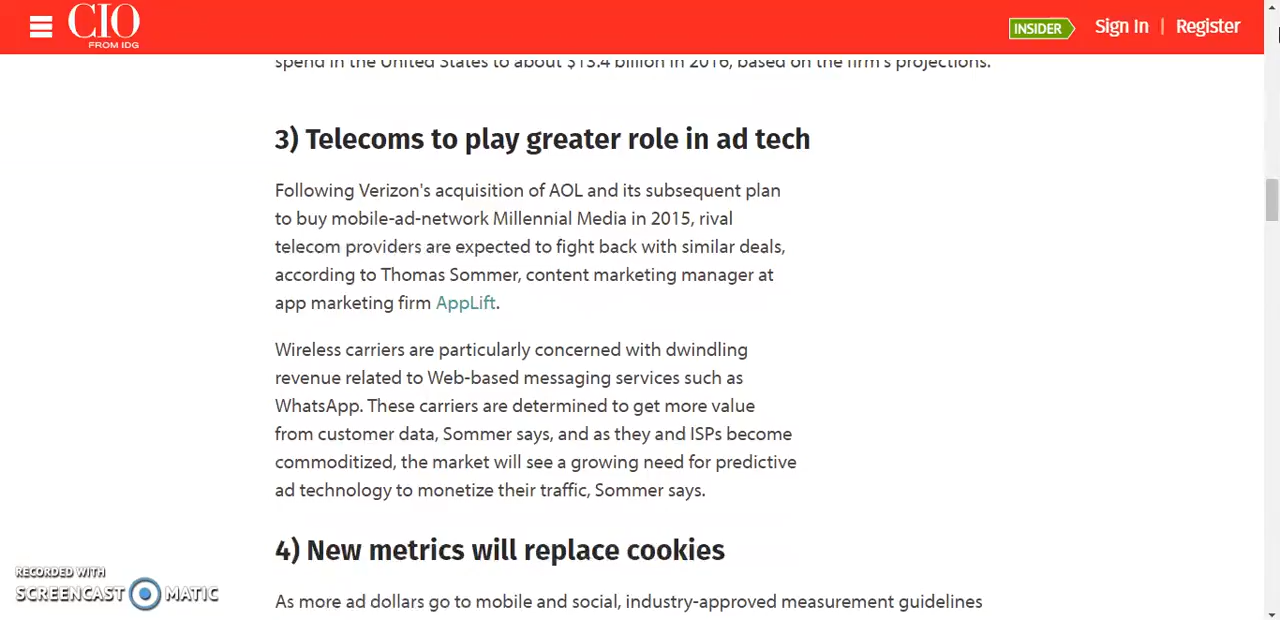 CIO
FROM IDG
INSIDER
Sign In | Register
spend in the United States to about $13.4 billion in 2016, based on the firm's projections.
3) Telecoms to play greater role in ad tech
Following Verizon's acquisition of AOL and its subsequent plan
to buy mobile-ad-network Millennial Media in 2015, rival
telecom providers are expected to fight back with similar deals,
according to Thomas Sommer, content marketing manager at
app marketing firm AppLift.
Wireless carriers are particularly concerned with dwindling
revenue related to Web-based messaging services such as
WhatsApp. These carriers are determined to get more value
from customer data, Sommer says, and as they and ISPs become
commoditized, the market will see a growing need for predictive
ad technology to monetize their traffic, Sommer says.
4) New metrics will replace cookies
As more ad dollars go to mobile and social, industry-approved measurement guidelines
RECORDED WITH
SCREENCAST MATIC